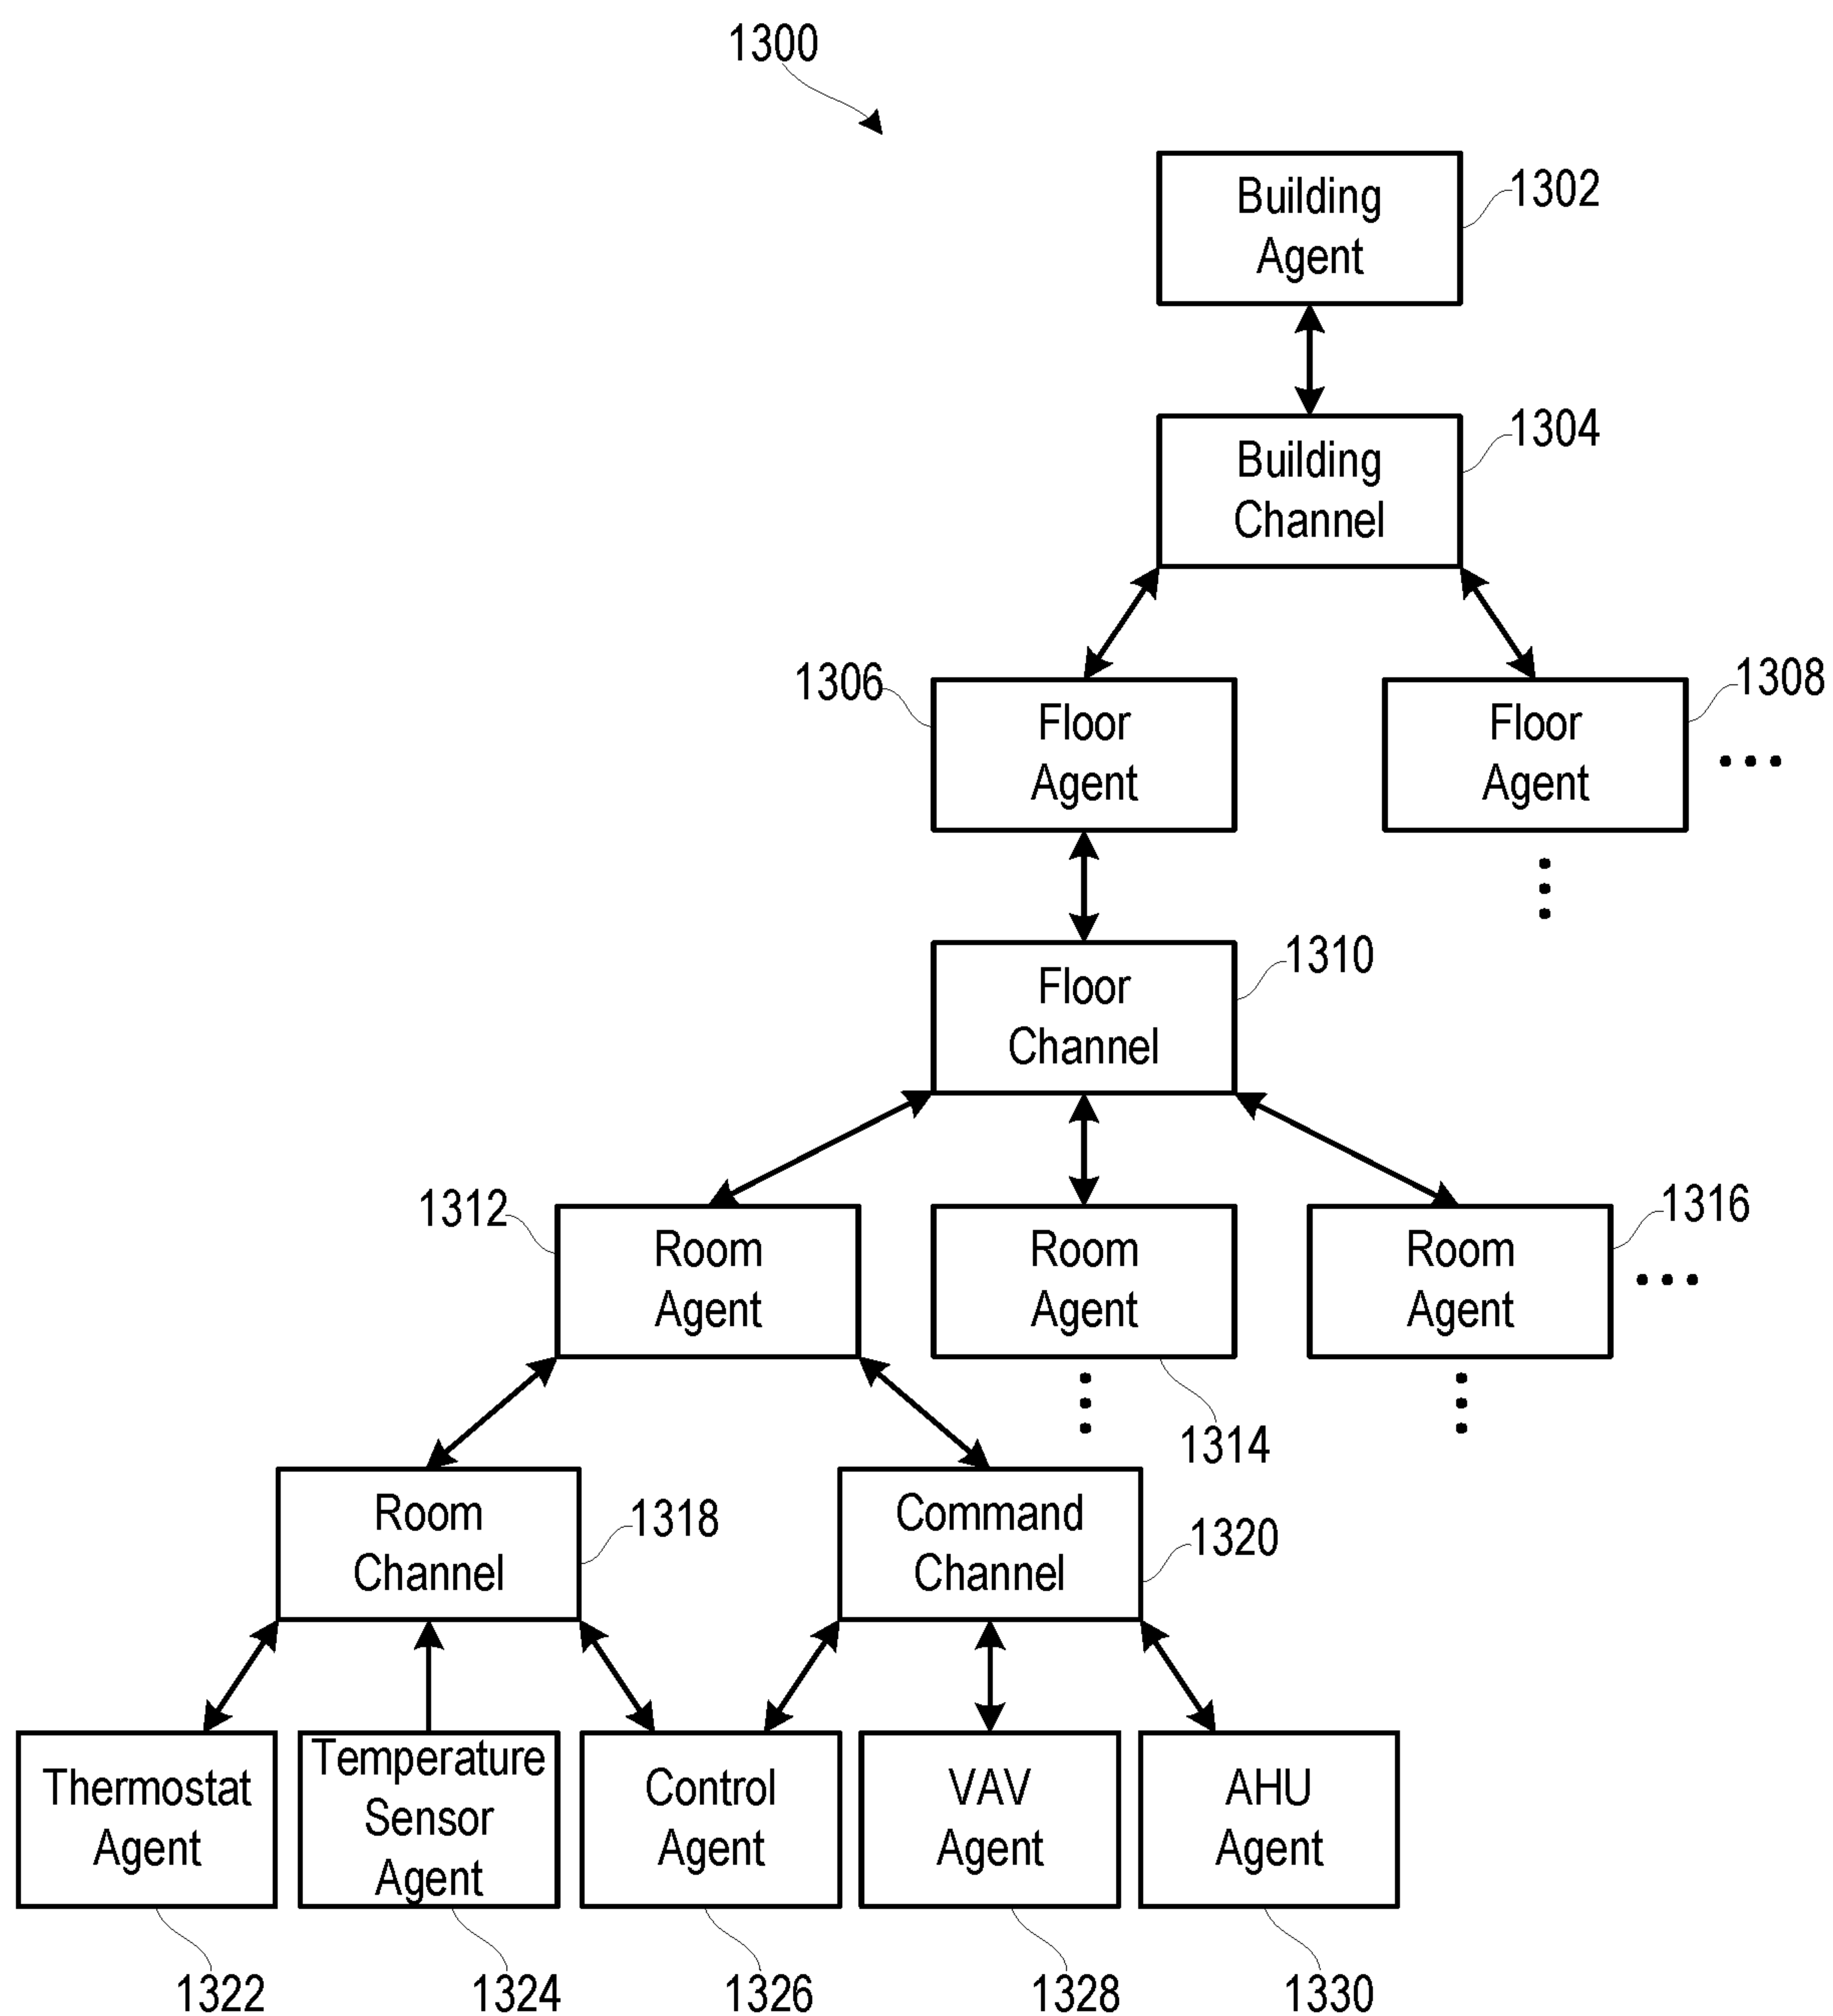 1300
Building
Agent
1302
Building
Channel
1304
1306
Floor
Agent
Floor
Agent
1308
Floor
Channel
1310
1312
Room
Agent
Room
Agent
1314
Room
Agent
1316
Room
Channel
1318
Command
Channel
1320
Thermostat
Agent
Temperature
Sensor
Agent
Control
Agent
VAV
Agent
AHU
Agent
1322
1324
1326
1328
1330